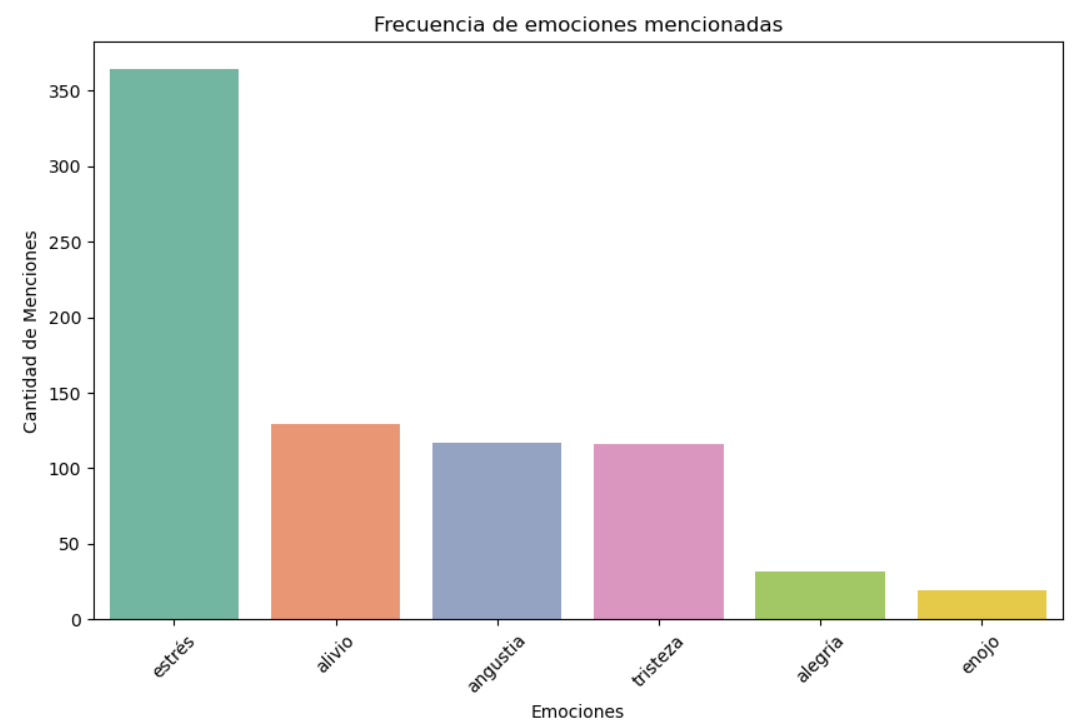 Frecuencia de emociones mencionadas
Cantidad de Menciones
350
300
250
200
150
100
50
0
estrés
alivio
angustia
tristeza
alegría
enojo
Emociones